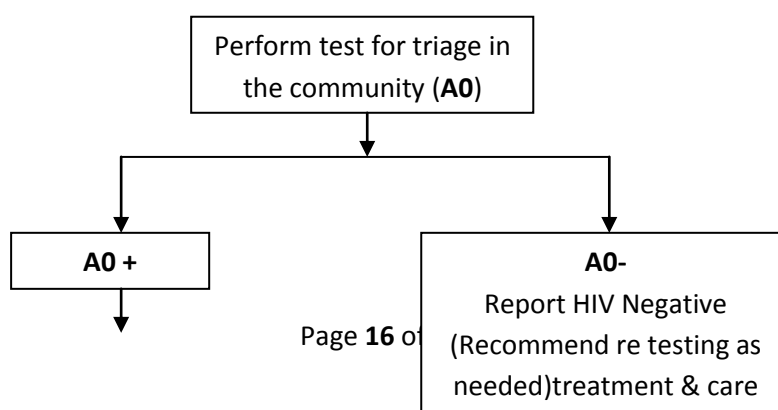 Perform test for triage in
the community (A0)
A0 +
A0-
Report HIV Negative
(Recommend re testing as
needed)treatment & care
Page 16 of